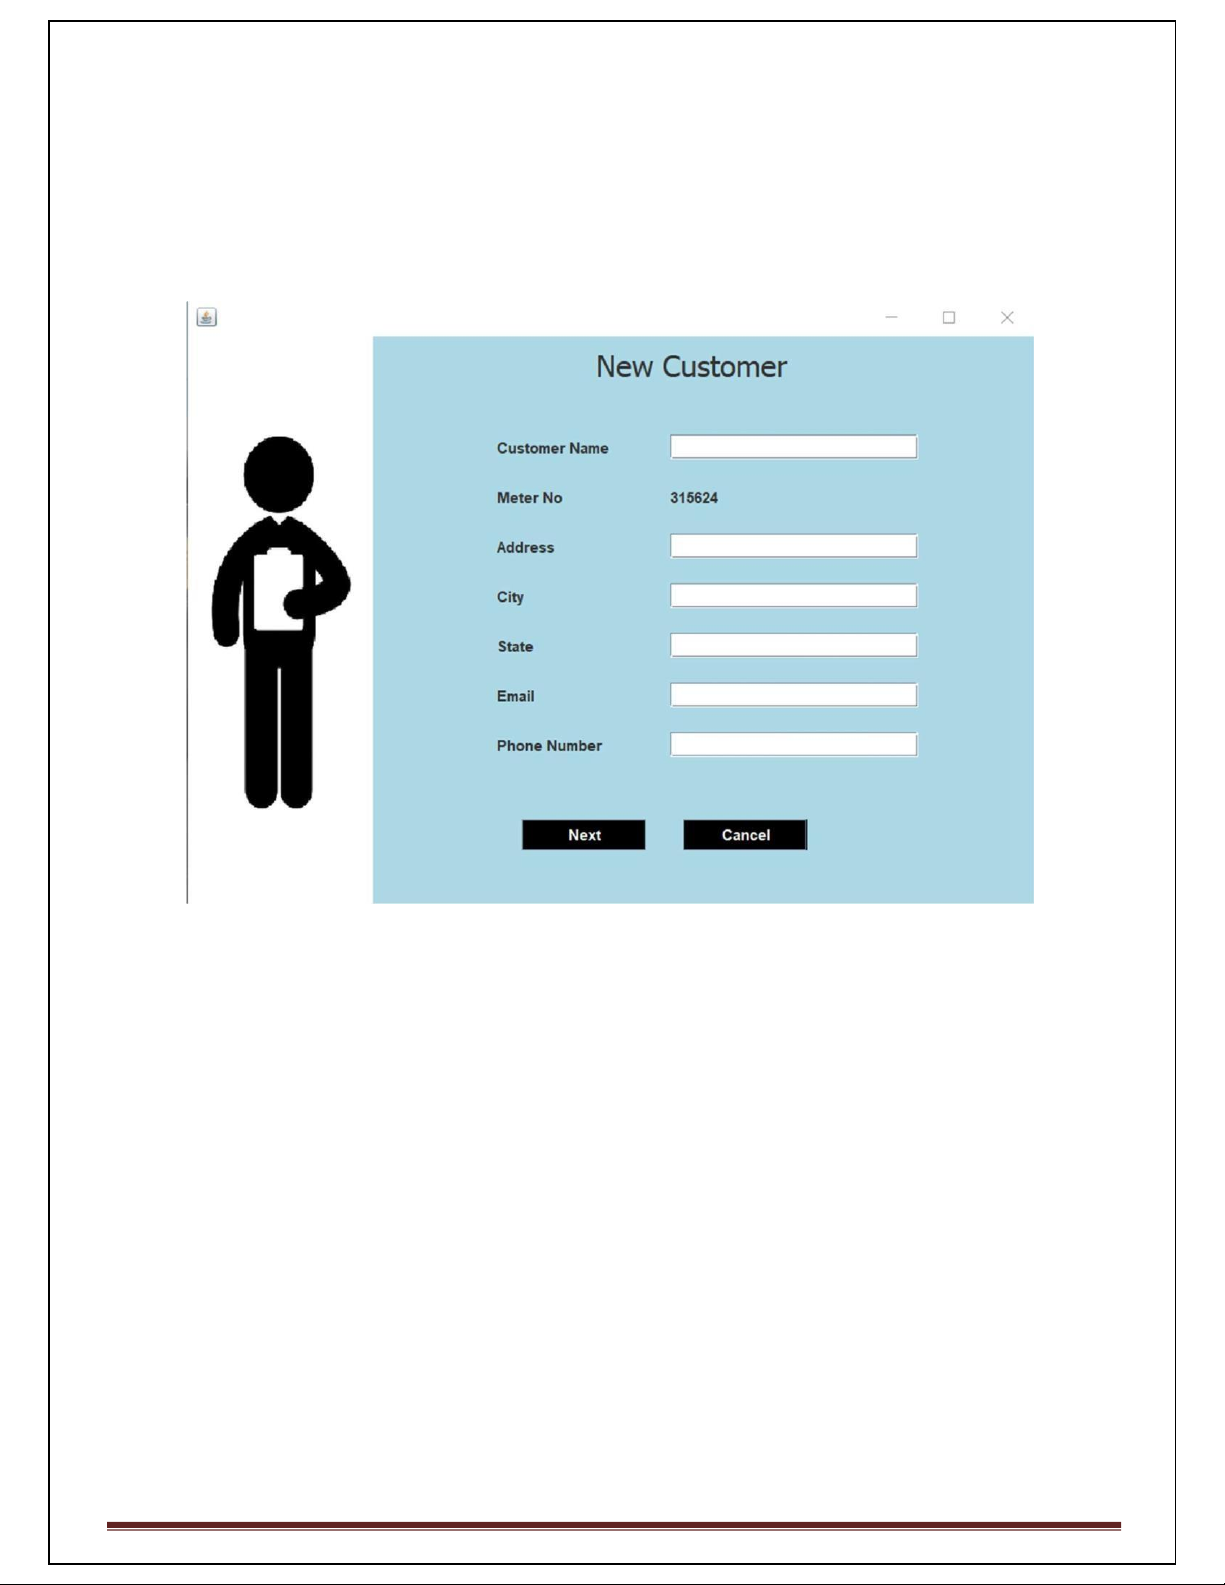 New Customer
Customer Name
Meter No 315624
Address
City
State
Email
Phone Number
Next Cancel